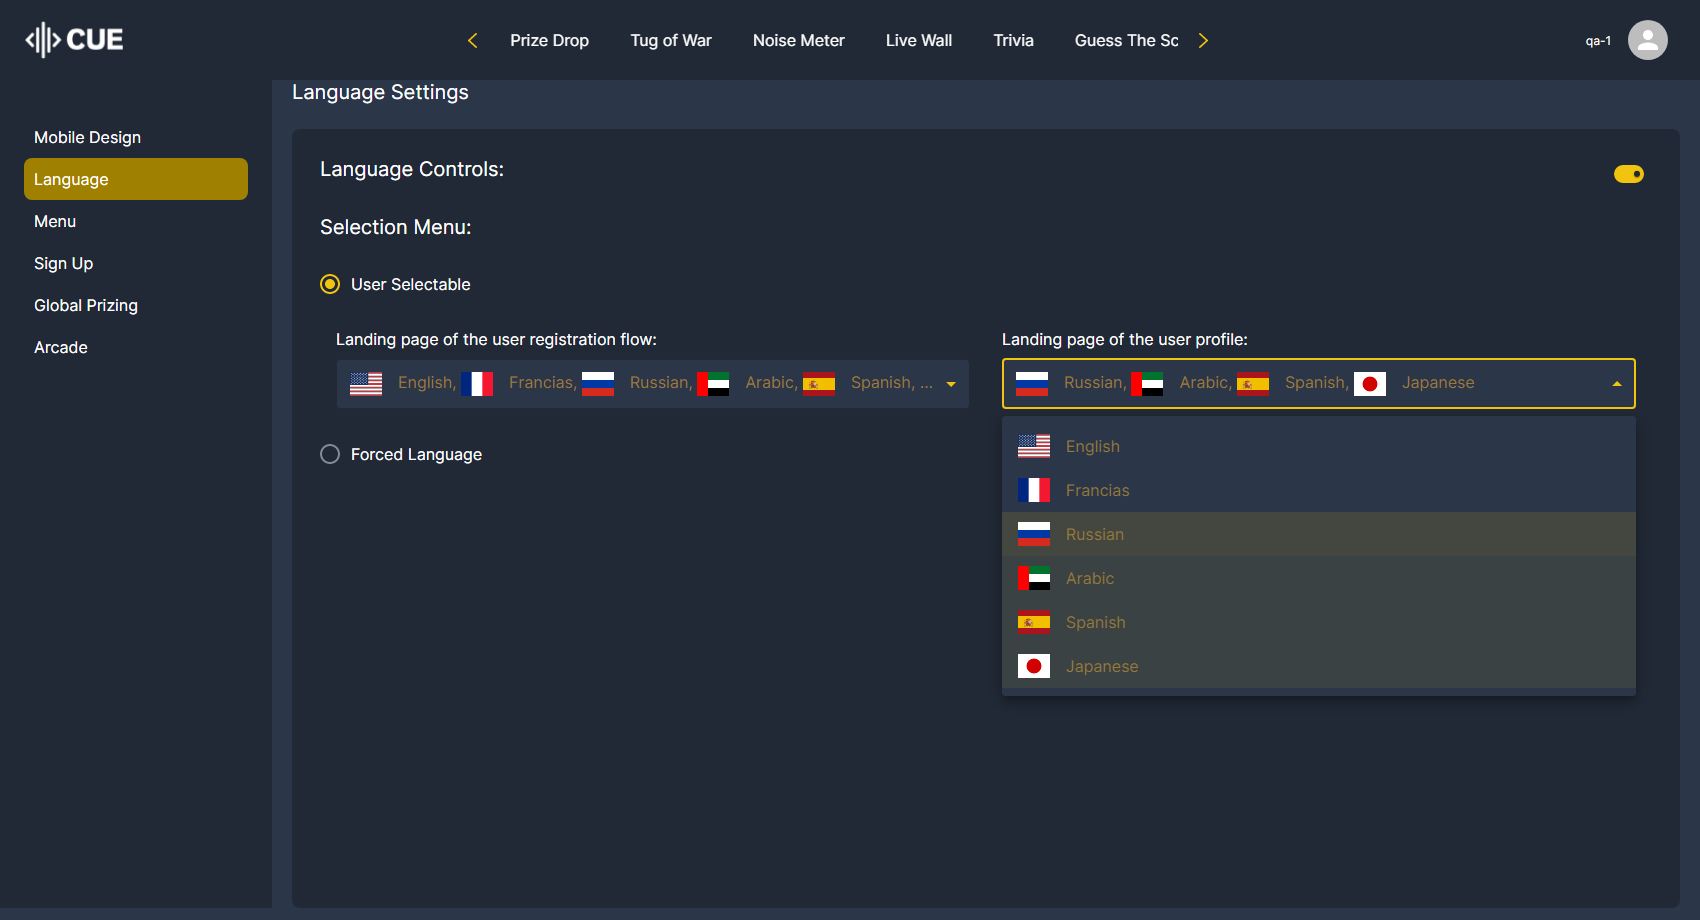 CUE
Prize Drop
Tug of War
Noise Meter
Live Wall
Trivia
Guess The Sc
qa-1
Mobile Design
Language
Menu
Sign Up
Global Prizing
Arcade
Language Settings
Language Controls:
Selection Menu:
User Selectable
Landing page of the user registration flow:
English, Francias, Russian, Arabic, Spanish, ...
Landing page of the user profile:
Russian, Arabic, Spanish, Japanese
English
Francias
Russian
Arabic
Spanish
Japanese
Forced Language